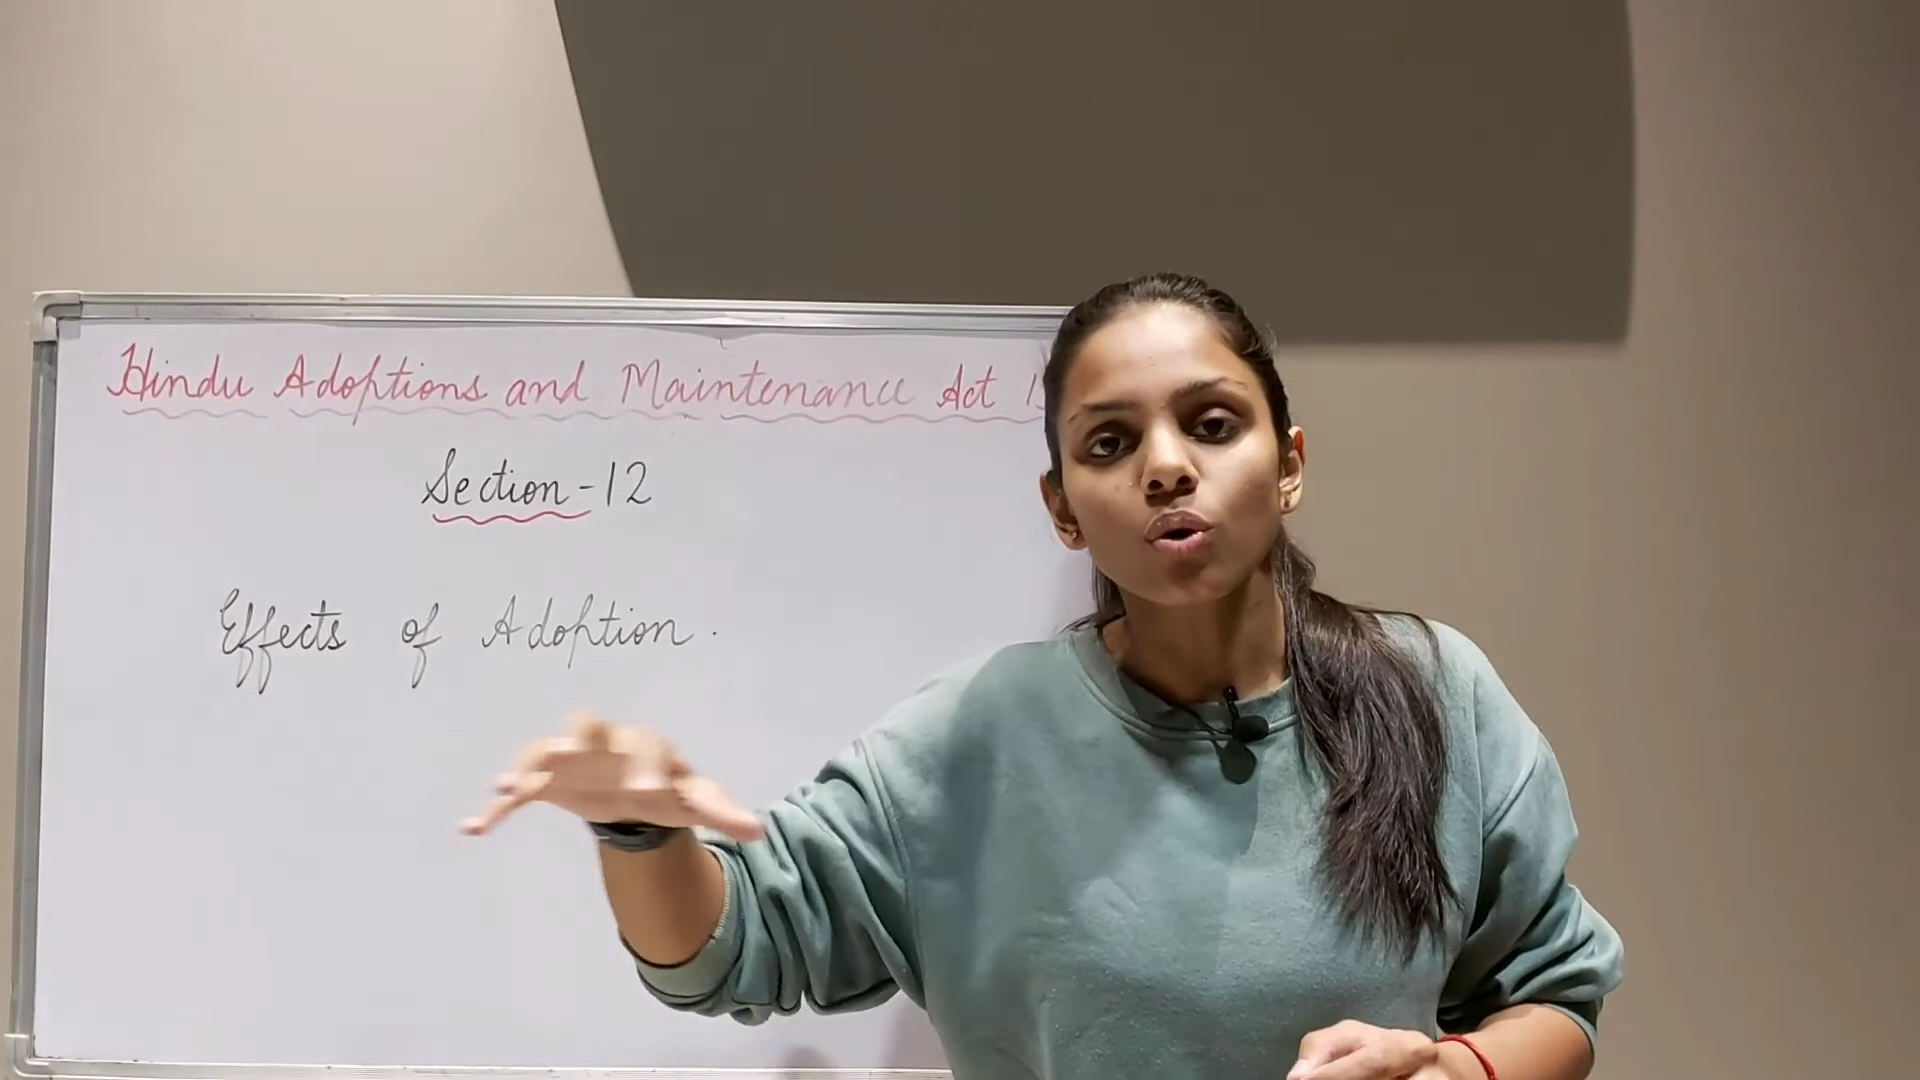 Hindu Adoptions and Maintenance Act
Section-12
Effects of Adoption.